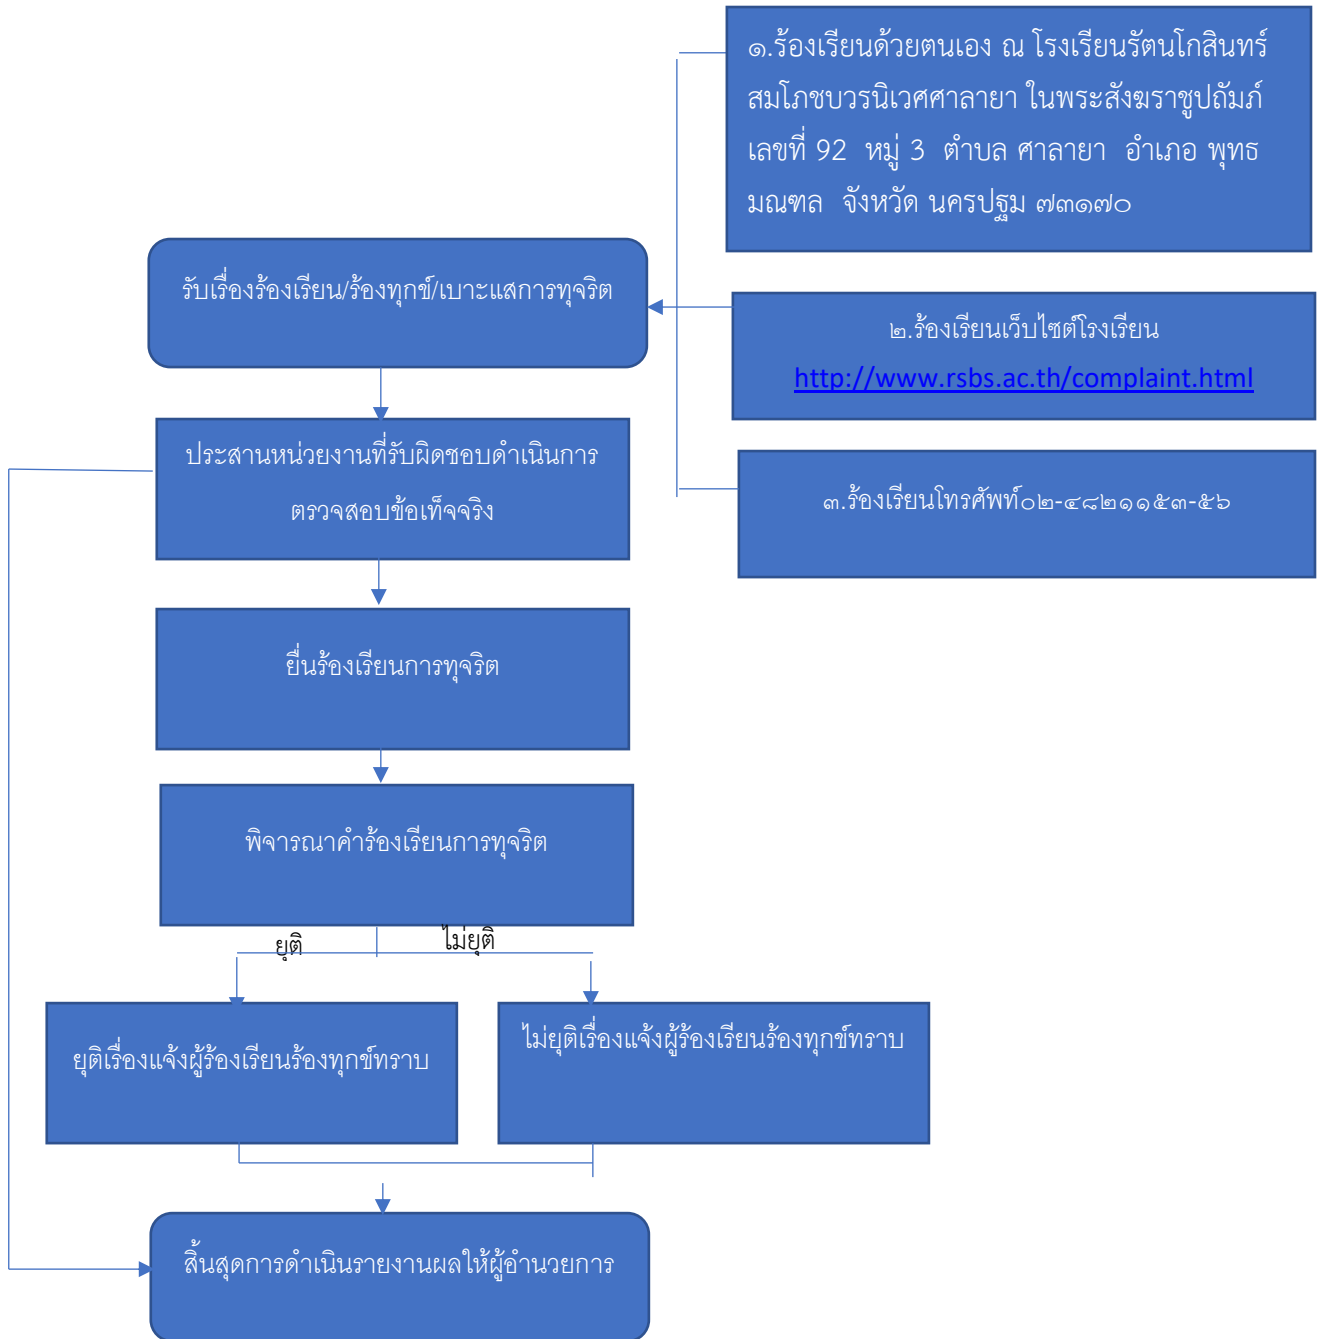 ๑.ร้องเรียนด้วยตนเอง ณ โรงเรียนรัตนโกสินทร์
สมโภชบวรนิเวศศาลายา ในพระสังฆราชูปถัมภ์
เลขที่ 92 หมู่ 3 ตำบล ศาลายา อำเภอ พุทธ
มณฑล จังหวัด นครปฐม ๗๓๑๗๐
รับเรื่องร้องเรียน/ร้องทุกข์/เบาะแสการทุจริต
๒.ร้องเรียนเว็บไซต์โรงเรียน
http://www.rsbs.ac.th/complaint.html
ประสานหน่วยงานที่รับผิดชอบดำเนินการ
ตรวจสอบข้อเท็จจริง
๓.ร้องเรียนโทรศัพท์๐๒-๔๘๒๑๑๕๓-๕๖
ยื่นร้องเรียนการทุจริต
พิจารณาคำร้องเรียนการทุจริต
ยุติ
ไม่ยุติ
ยุติเรื่องแจ้งผู้ร้องเรียนร้องทุกข์ทราบ
ไม่ยุติเรื่องแจ้งผู้ร้องเรียนร้องทุกข์ทราบ
สิ้นสุดการดำเนินรายงานผลให้ผู้อำนวยการ